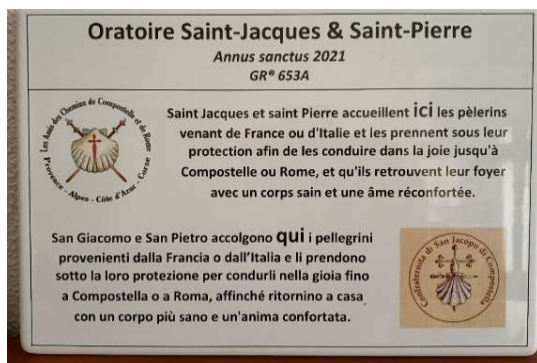 Oratoire Saint-Jacques & Saint-Pierre
Annus sanctus 2021
GR® 653A
Les Amis des Chemins de Compostelle et de Rome
Provence - Alpes - Côte d'Azur - Corse
Saint Jacques et saint Pierre accueillent ici les pèlerins
venant de France ou d'Italie et les prennent sous leur
protection afin de les conduire dans la joie jusqu'à
Compostelle ou Rome, et qu'ils retrouvent leur foyer
avec un corps sain et une âme réconfortée.
San Giacomo e San Pietro accolgono qui i pellegrini
provenienti dalla Francia o dall'Italia e li prendono
sotto la loro protezione per condurli nella gioia fino
a Compostella o a Roma, affinché ritornino a casa
con un corpo più sano e un'anima confortata.
Confraternita di San Jacopo di Compostella